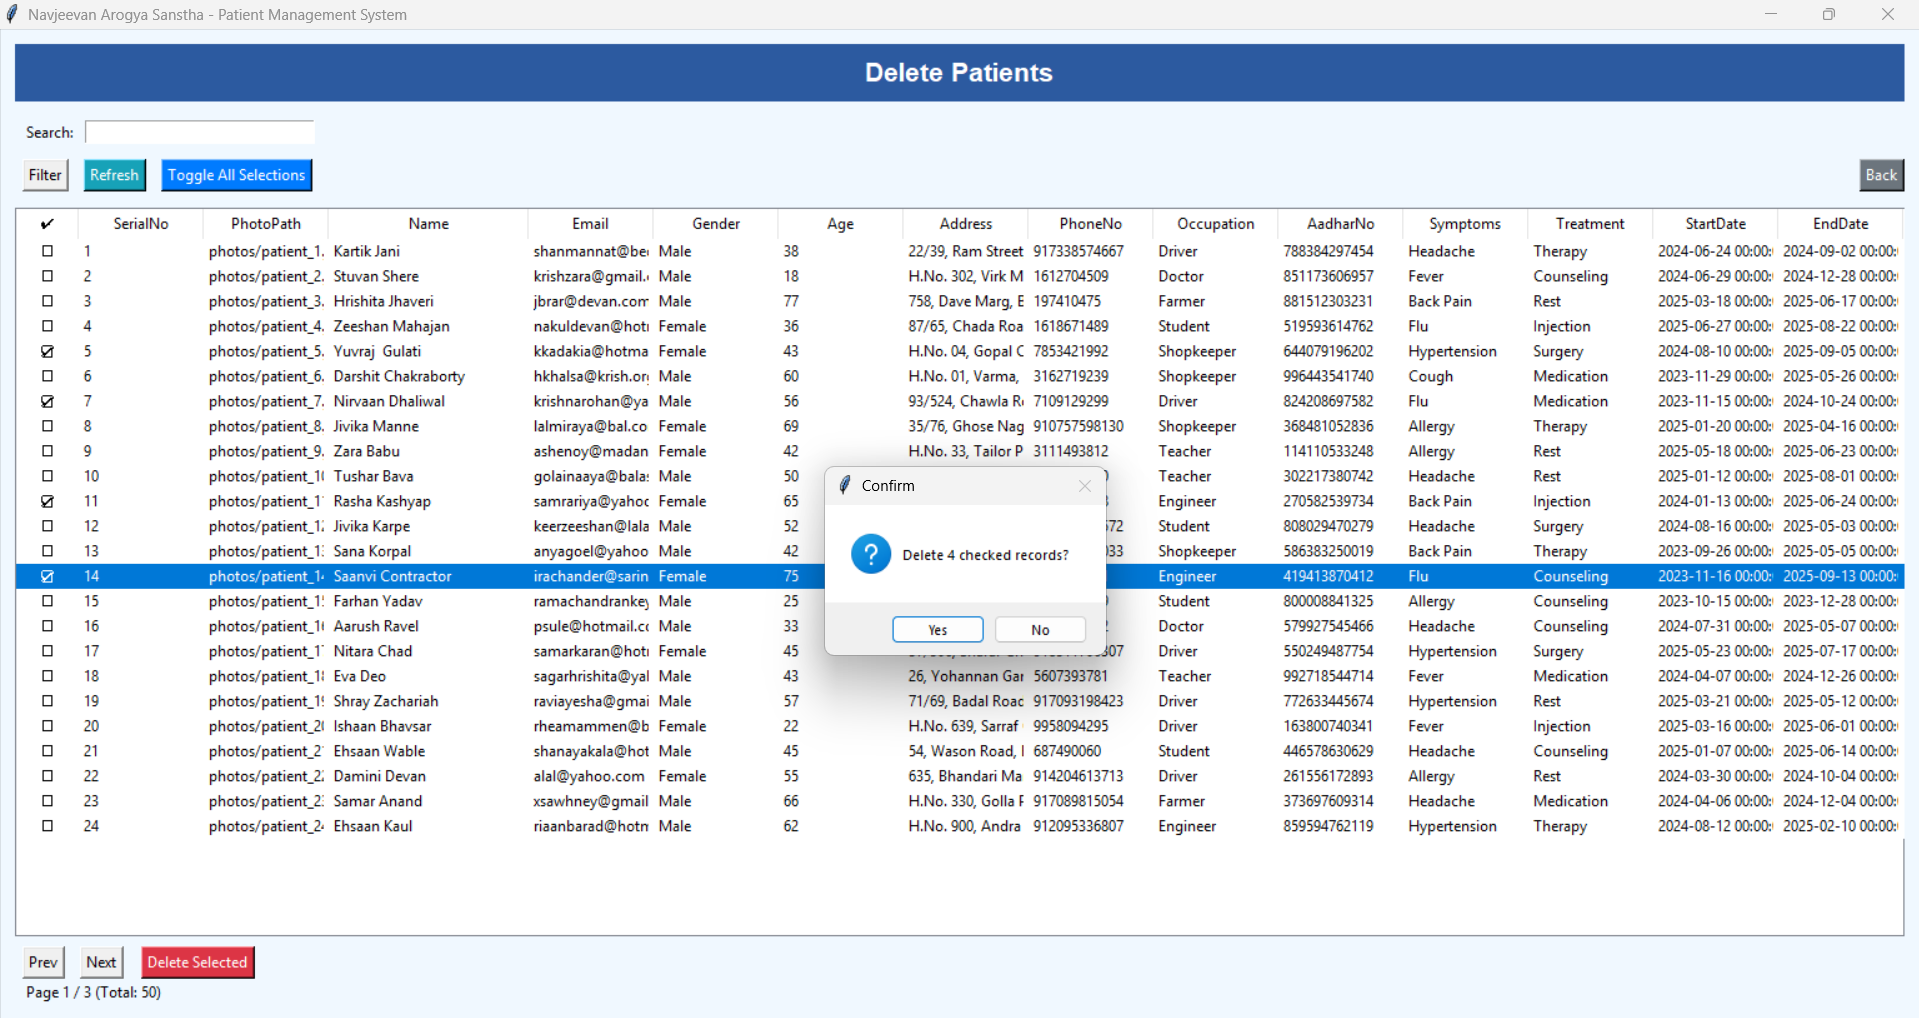 Navjeevan Arogya Sanstha - Patient Management System
Delete Patients
Search:
Filter Refresh Toggle All Selections Back
✔ SerialNo PhotoPath Name Email Gender Age Address PhoneNo Occupation AadharNo Symptoms Treatment StartDate EndDate
1 photos/patient_1. Kartik Jani shanmannat@be Male 38 22/39, Ram Street 917338574667 Driver 788384297454 Headache Therapy 2024-06-24 00:00: 2024-09-02 00:00:
2 photos/patient_2. Stuvan Shere krishzara@gmail. Male 18 H.No. 302, Virk M 1612704509 Doctor 851173606957 Fever Counseling 2024-06-29 00:00: 2024-12-28 00:00:
3 photos/patient_3. Hrishita Jhaveri jbrar@devan.com Male 77 758, Dave Marg, 197410475 Farmer 881512303231 Back Pain Rest 2025-03-18 00:00: 2025-06-17 00:00:
4 photos/patient_4. Zeeshan Mahajan nakuldevan@hot Female 36 87/65, Chada Roa 1618671489 Student 519593614762 Flu Injection 2025-06-27 00:00: 2025-08-22 00:00:
5 photos/patient_5. Yuvraj Gulati kkadakia@hotma Female 43 H.No. 04, Gopal 7853421992 Shopkeeper 644079196202 Hypertension Surgery 2024-08-10 00:00: 2025-09-05 00:00:
6 photos/patient_6. Darshit Chakraborty hkhalsa@krish.or Male 60 H.No. 01, Varma, 3162719239 Shopkeeper 996443541740 Cough Medication 2023-11-29 00:00: 2025-05-26 00:00:
7 photos/patient_7. Nirvaan Dhaliwal krishnarohan@ya Male 56 93/524, Chawla R 7109129299 Driver 824208697582 Flu Medication 2023-11-15 00:00: 2024-10-24 00:00:
8 photos/patient_8. Jivika Manne lalmiraya@bal.co Female 69 35/76, Ghose Nag 910757598130 Shopkeeper 368481052836 Allergy Therapy 2025-01-20 00:00: 2025-04-16 00:00:
9 photos/patient_9. Zara Babu ashenoy@madan Female 42 H.No. 33, Tailor P 3111493812 Teacher 114110533248 Allergy Rest 2025-05-18 00:00: 2025-06-23 00:00:
10 photos/patient_1 Tushar Bava golainaaya@bala Male 50 Teacher 302217380742 Headache Rest 2025-01-12 00:00: 2025-08-01 00:00:
11 photos/patient_1 Rasha Kashyap samrariya@yahoc Female 65 Engineer 270582539734 Back Pain Injection 2024-01-13 00:00: 2025-06-24 00:00:
12 photos/patient_1 Jivika Karpe keerzeeshan@lala Male 52 72 Student 808029470279 Headache Surgery 2024-08-16 00:00: 2025-05-03 00:00:
13 photos/patient_1 Sana Korpal anyagoel@yahoo Male 42 33 Shopkeeper 586383250019 Back Pain Therapy 2023-09-26 00:00: 2025-05-05 00:00:
14 photos/patient_1 Saanvi Contractor irachander@sarin Female 75 Engineer 419413870412 Flu Counseling 2023-11-16 00:00: 2025-09-13 00:00:
15 photos/patient_1 Farhan Yadav ramachandrankey Male 25 Student 800008841325 Allergy Counseling 2023-10-15 00:00: 2023-12-28 00:00:
16 photos/patient_1 Aarush Ravel psule@hotmail.c Male 33 Doctor 579927545466 Headache Counseling 2024-07-31 00:00: 2025-05-07 00:00:
17 photos/patient_1 Nitara Chad samarkaran@hot Female 45 807 Driver 550249487754 Hypertension Surgery 2025-05-23 00:00: 2025-07-17 00:00:
18 photos/patient_1 Eva Deo sagarhrishita@ya Male 43 26, Yohannan Gar 5607393781 Teacher 992718544714 Fever Medication 2024-04-07 00:00: 2024-12-26 00:00:
19 photos/patient_1 Shray Zachariah raviayesha@gmai Male 57 71/69, Badal Road 917093198423 Driver 772633445674 Hypertension Rest 2025-03-21 00:00: 2025-05-12 00:00:
20 photos/patient_2 Ishaan Bhavsar rheamammen@b Female 22 H.No. 639, Sarraf 9958094295 Driver 163800740341 Fever Injection 2025-03-16 00:00: 2025-06-01 00:00:
21 photos/patient_2 Ehsaan Wable shanayakala@hot Male 45 54, Wason Road, 687490060 Student 446578630629 Headache Counseling 2025-01-07 00:00: 2025-06-14 00:00:
22 photos/patient_2 Damini Devan alal@yahoo.com Female 55 635, Bhandari Ma 914204613713 Driver 261556172893 Allergy Rest 2024-03-30 00:00: 2024-10-04 00:00:
23 photos/patient_2 Samar Anand xsawhney@gmail Male 66 H.No. 330, Golla 917089815054 Farmer 373697609314 Headache Medication 2024-04-06 00:00: 2024-12-04 00:00:
24 photos/patient_2 Ehsaan Kaul riaanbarad@hotm Male 62 H.No. 900, Andra 912095336807 Engineer 859594762119 Hypertension Therapy 2024-08-12 00:00: 2025-02-10 00:00:
Confirm
Delete 4 checked records?
Yes No
Prev Next Delete Selected
Page 1 / 3 (Total: 50)